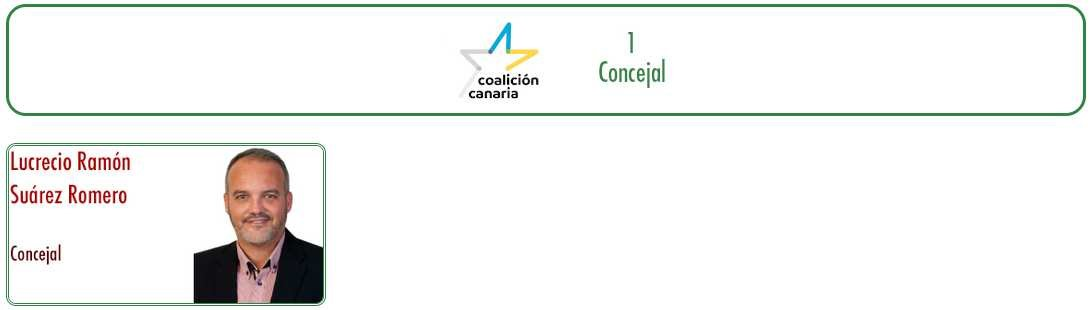 coalición
canaria
1
Concejal
Lucrecio Ramón
Suárez Romero
Concejal